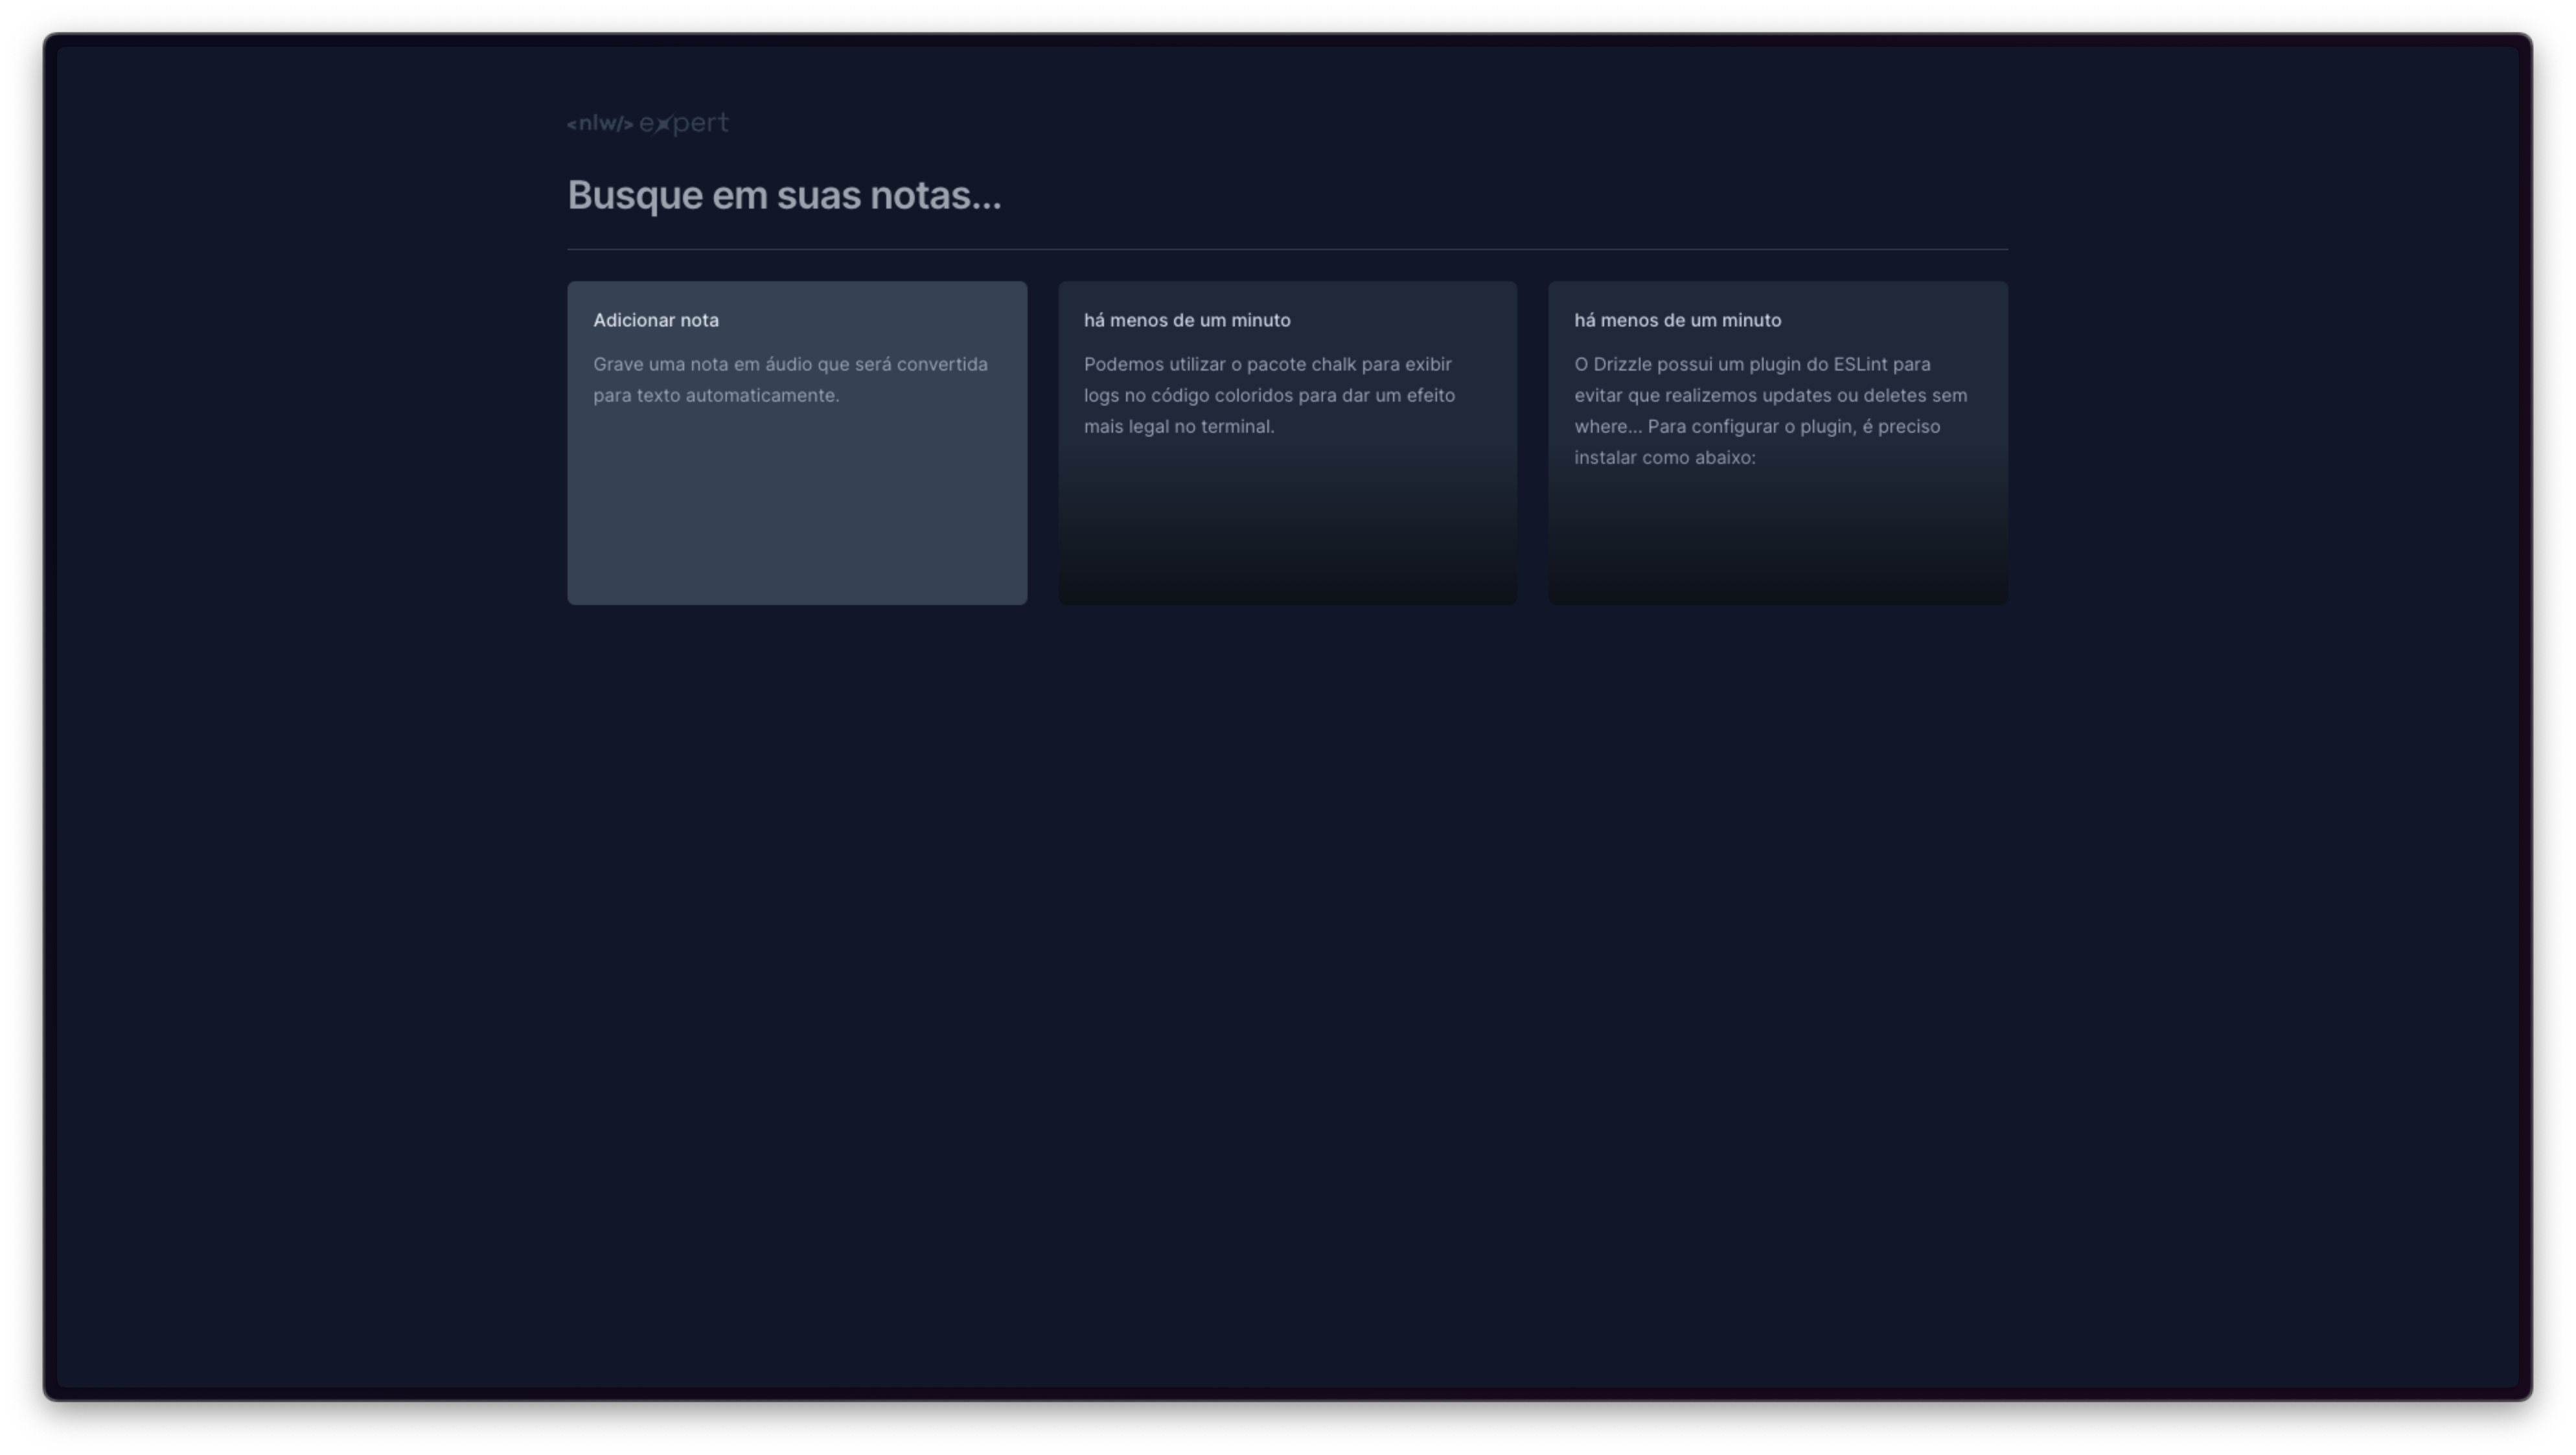 <nlw/> expert
Busque em suas notas...
Adicionar nota
Grave uma nota em áudio que será convertida
para texto automaticamente.
há menos de um minuto
Podemos utilizar o pacote chalk para exibir
logs no código coloridos para dar um efeito
mais legal no terminal.
há menos de um minuto
O Drizzle possui um plugin do ESLint para
evitar que realizemos updates ou deletes sem
where... Para configurar o plugin, é preciso
instalar como abaixo: